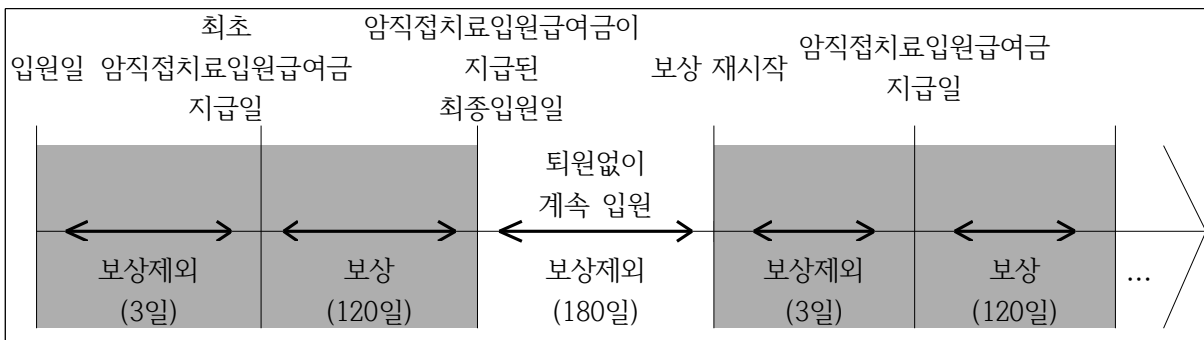 입원일
최초
암직접치료입원급여금
지급일
암직접치료입원급여금이
지급된
최종입원일
보상 재시작
암직접치료입원급여금
지급일
퇴원없이
계속 입원
보상제외
(3일)
보상
(120일)
보상제외
(180일)
보상제외
(3일)
보상
(120일)
...